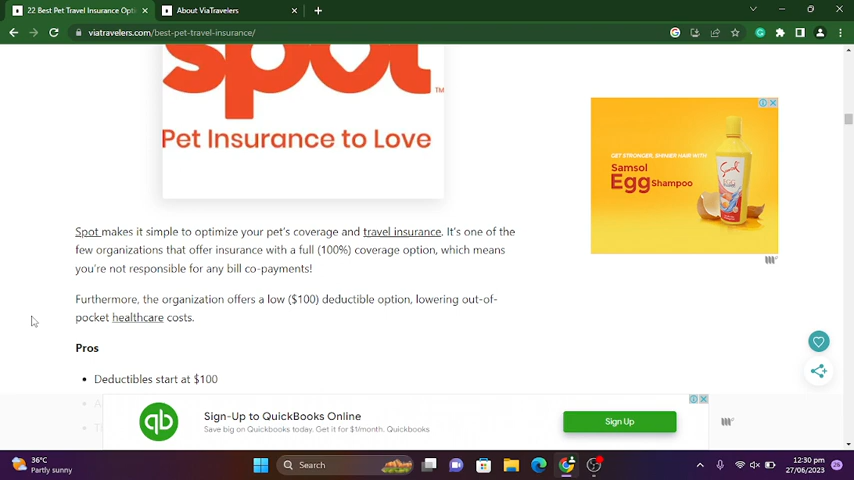 22 Best Pet Travel Insurance Optio
About ViaTravelers
viatravelers.com/best-pet-travel-insurance/
spot
TM
Pet Insurance to Love
GET STRONGER, SHINIER HAIR WITH
Samsol
Egg Shampoo
Spot makes it simple to optimize your pet's coverage and travel insurance. It's one of the
few organizations that offer insurance with a full (100%) coverage option, which means
you're not responsible for any bill co-payments!
Furthermore, the organization offers a low ($100) deductible option, lowering out-of-
pocket healthcare costs.
Pros
• Deductibles start at $100
qb
Sign-Up to QuickBooks Online
Save big on Quickbooks today. Get it for $1/month. Quickbooks
Sign Up
36°C
Partly sunny
Search
12:30 pm
27/06/2023
26